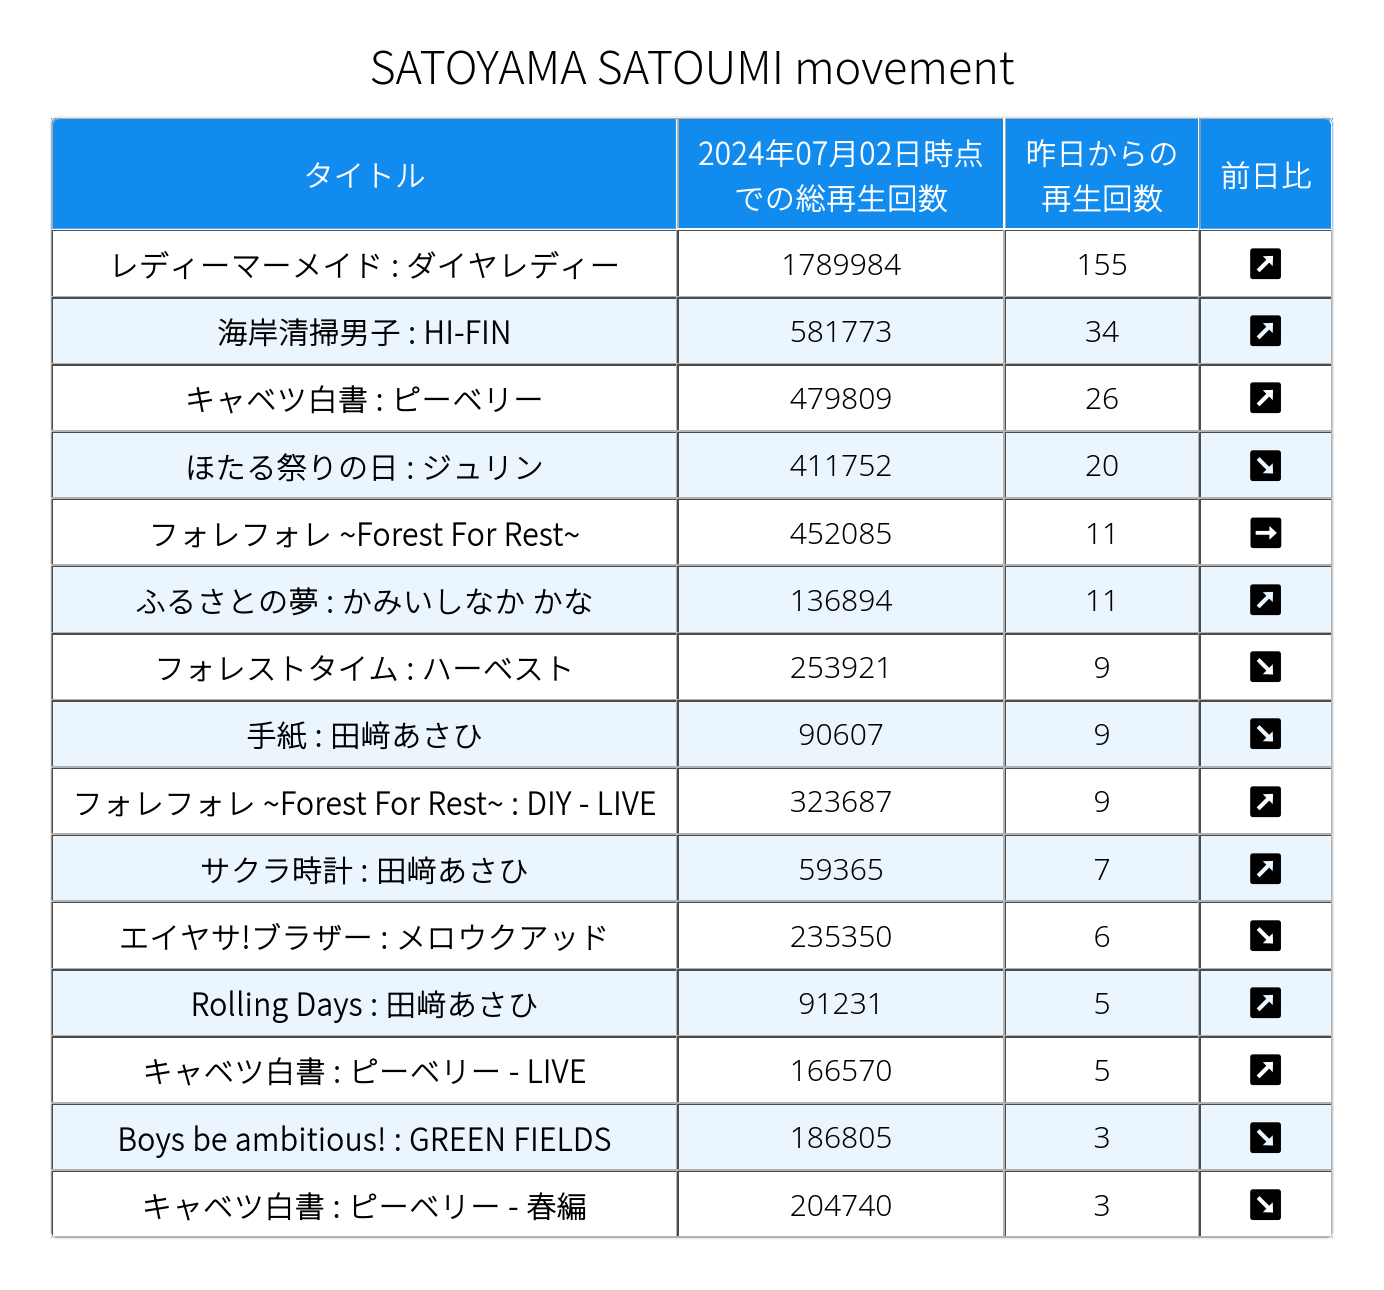 SATOYAMA SATOUMI movement
タイトル 2024年07月02日時点での総再生回数 昨日からの再生回数 前日比
レディーマーメイド : ダイヤレディー 1789984 155 ↗
海岸清掃男子 : HI-FIN 581773 34 ↗
キャベツ白書 : ピーベリー 479809 26 ↗
ほたる祭りの日 : ジュリン 411752 20 ↘
フォレフォレ ~Forest For Rest~ 452085 11 →
ふるさとの夢 : かみいしなか かな 136894 11 ↗
フォレストタイム : ハーベスト 253921 9 ↘
手紙 : 田﨑あさひ 90607 9 ↘
フォレフォレ ~Forest For Rest~ : DIY - LIVE 323687 9 ↗
サクラ時計 : 田﨑あさひ 59365 7 ↗
エイヤサ!ブラザー : メロウクアッド 235350 6 ↘
Rolling Days : 田﨑あさひ 91231 5 ↗
キャベツ白書 : ピーベリー - LIVE 166570 5 ↗
Boys be ambitious! : GREEN FIELDS 186805 3 ↘
キャベツ白書 : ピーベリー - 春編 204740 3 ↘